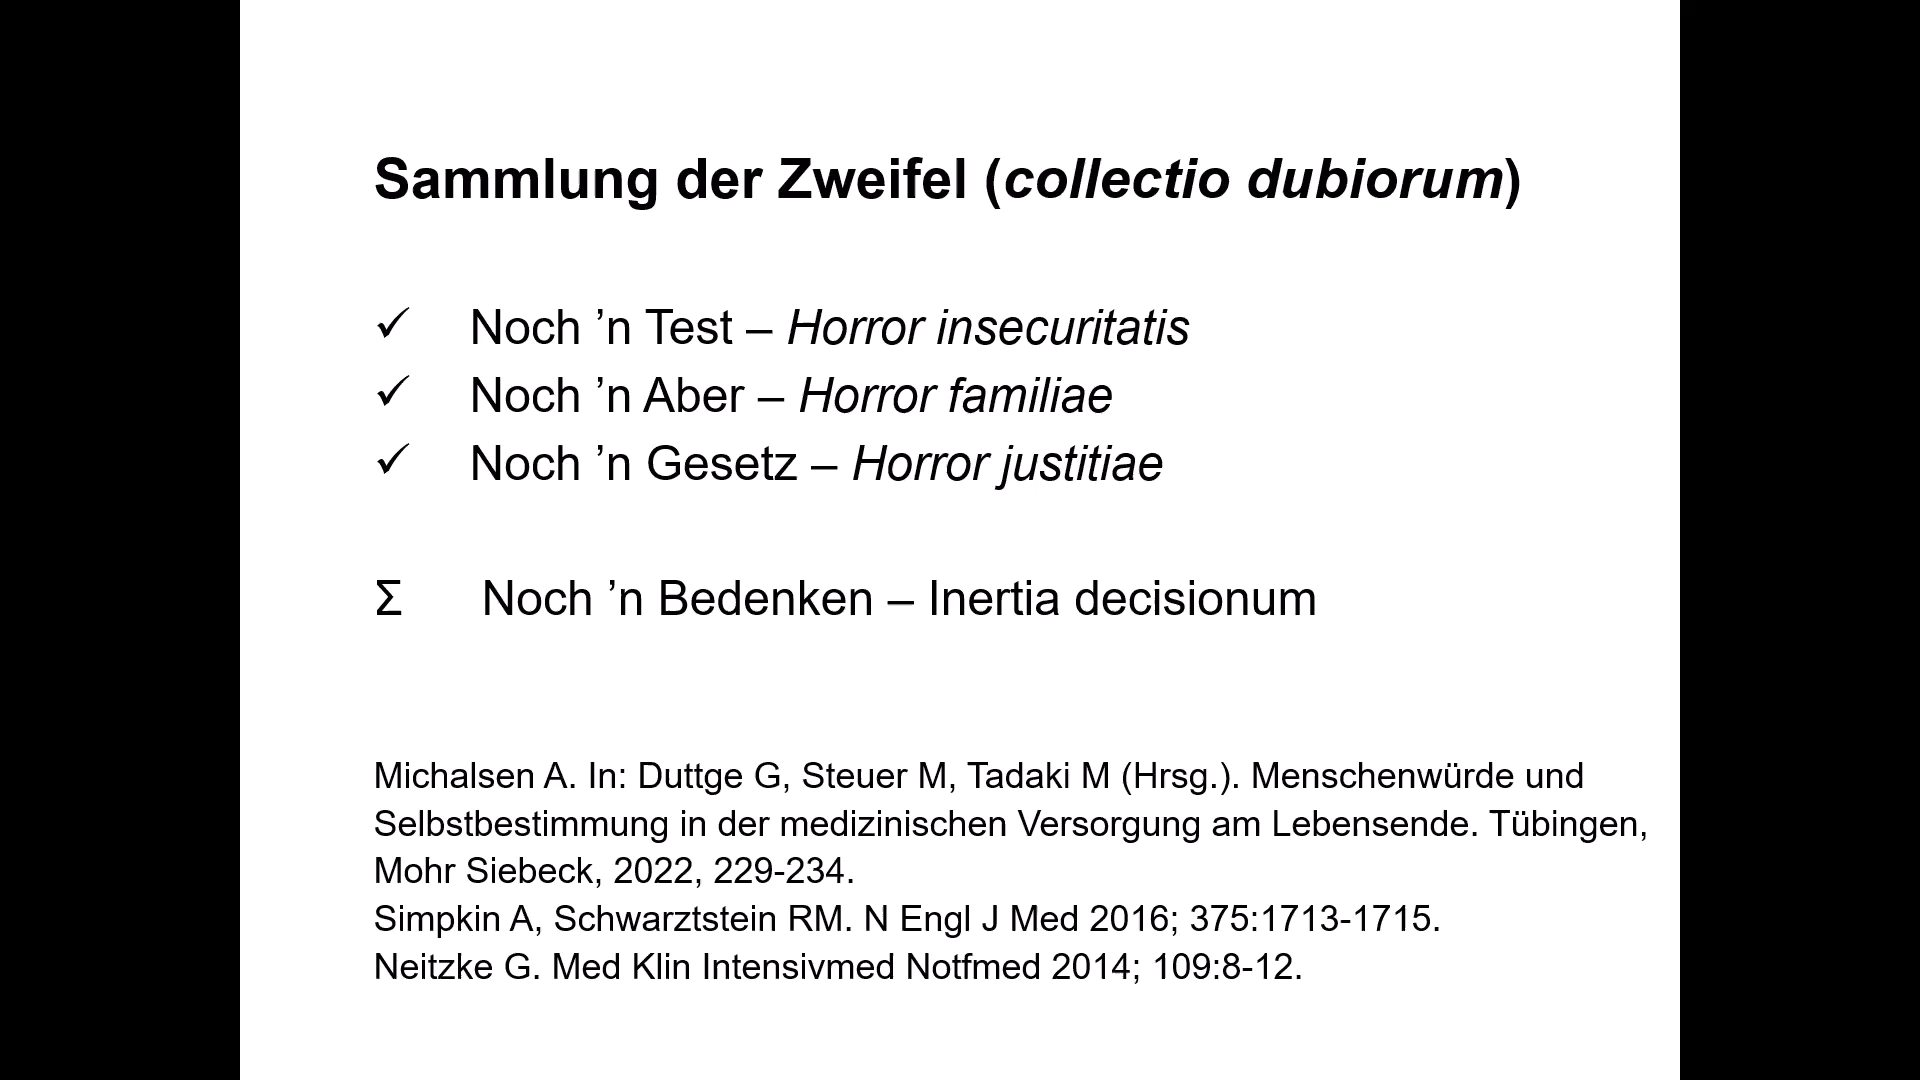 Sammlung der Zweifel (collectio dubiorum)
✓ Noch ’n Test – Horror insecuritatis
✓ Noch ’n Aber – Horror familiae
✓ Noch ’n Gesetz – Horror justitiae
Σ Noch ’n Bedenken – Inertia decisionum
Michalsen A. In: Duttge G, Steuer M, Tadaki M (Hrsg.). Menschenwürde und
Selbstbestimmung in der medizinischen Versorgung am Lebensende. Tübingen,
Mohr Siebeck, 2022, 229-234.
Simpkin A, Schwarztstein RM. N Engl J Med 2016; 375:1713-1715.
Neitzke G. Med Klin Intensivmed Notfmed 2014; 109:8-12.